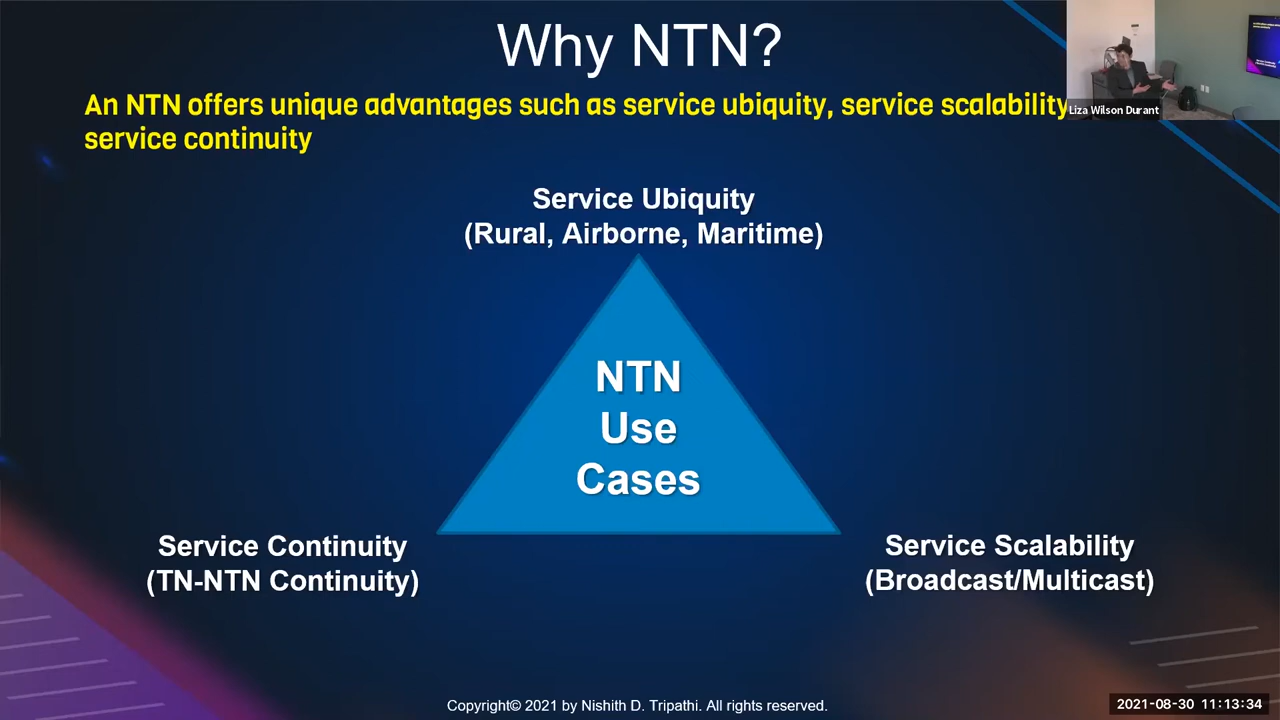 Why NTN?
An NTN offers unique advantages such as service ubiquity, service scalability
service continuity
Liza Wilson Durant
Service Ubiquity
(Rural, Airborne, Maritime)
NTN
Use
Cases
Service Continuity
(TN-NTN Continuity)
Service Scalability
(Broadcast/Multicast)
Copyright© 2021 by Nishith D. Tripathi. All rights reserved.
2021-08-30 11:13:34